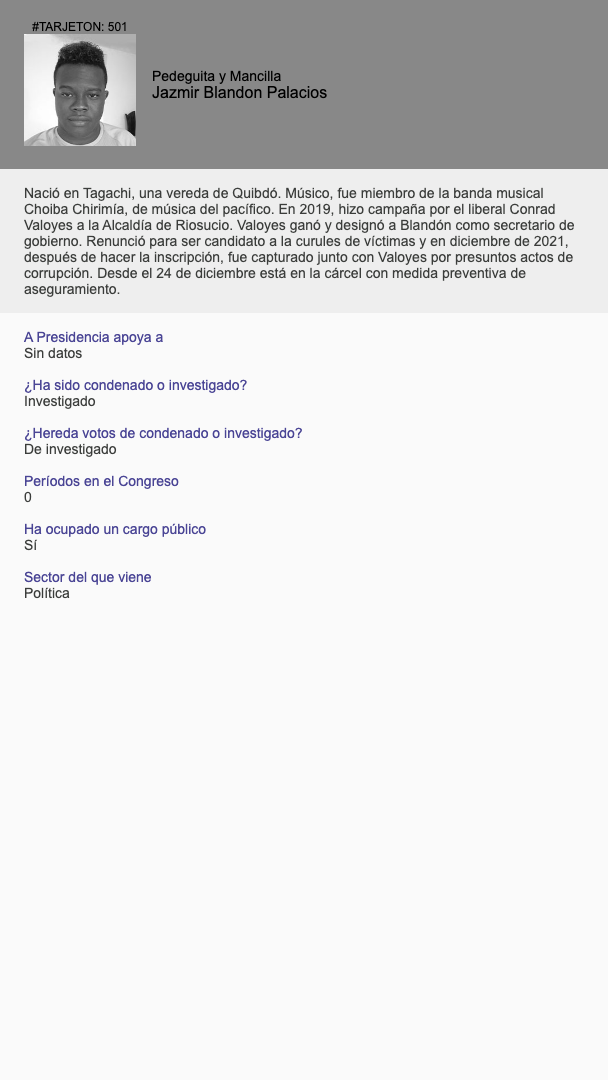 #TARJETON: 501
Pedeguita y Mancilla
Jazmir Blandon Palacios
Nació en Tagachi, una vereda de Quibdó. Músico, fue miembro de la banda musical
Choiba Chirimía, de música del pacífico. En 2019, hizo campaña por el liberal Conrad
Valoyes a la Alcaldía de Riosucio. Valoyes ganó y designó a Blandón como secretario de
gobierno. Renunció para ser candidato a la curules de víctimas y en diciembre de 2021,
después de hacer la inscripción, fue capturado junto con Valoyes por presuntos actos de
corrupción. Desde el 24 de diciembre está en la cárcel con medida preventiva de
aseguramiento.
A Presidencia apoya a
Sin datos
¿Ha sido condenado o investigado?
Investigado
¿Hereda votos de condenado o investigado?
De investigado
Períodos en el Congreso
0
Ha ocupado un cargo público
Sí
Sector del que viene
Política